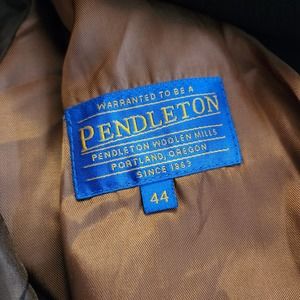 WARRANTED TO BE A
PENDLETON
PENDLETON WOOLEN MILLS
PORTLAND, OREGON
SINCE 1863
44